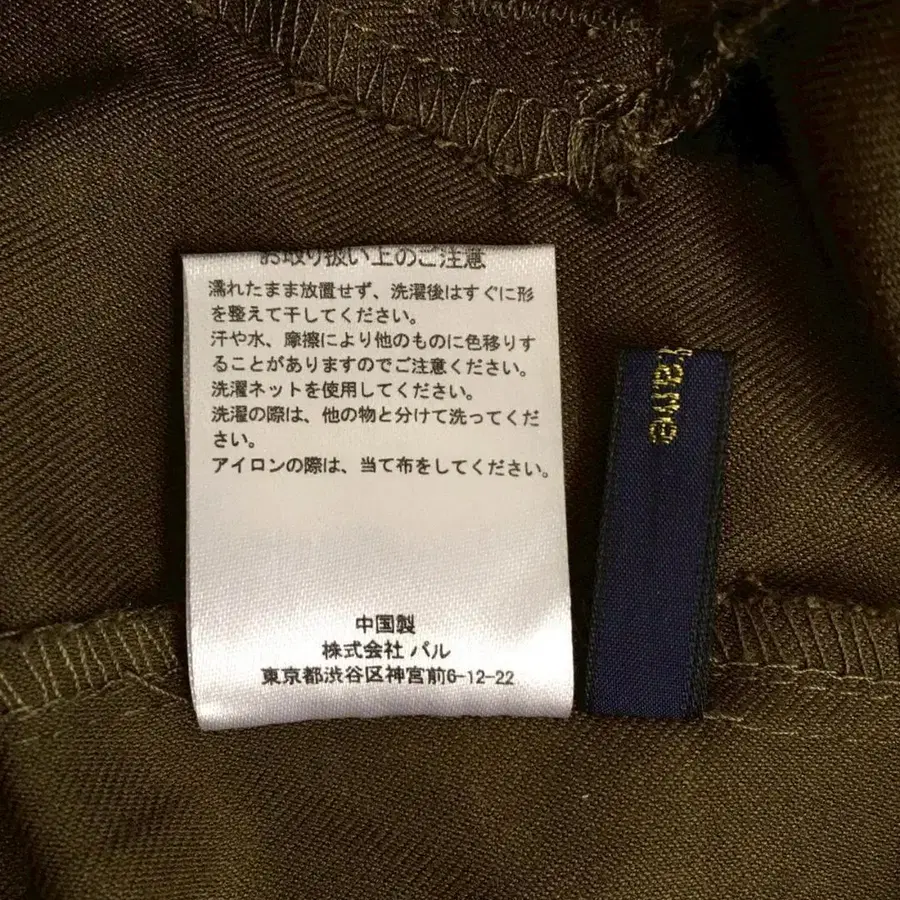 お取り扱い上のご注意
濡れたまま放置せず、洗濯後はすぐに形
を整えて干してください。
汗や水、摩擦により他のものに色移りす
ることがありますのでご注意ください。
洗濯ネットを使用してください。
洗濯の際は、他の物と分けて洗ってくだ
さい。
アイロンの際は、当て布をしてください。
中国製
株式会社 パル
東京都渋谷区神宮前6-12-22